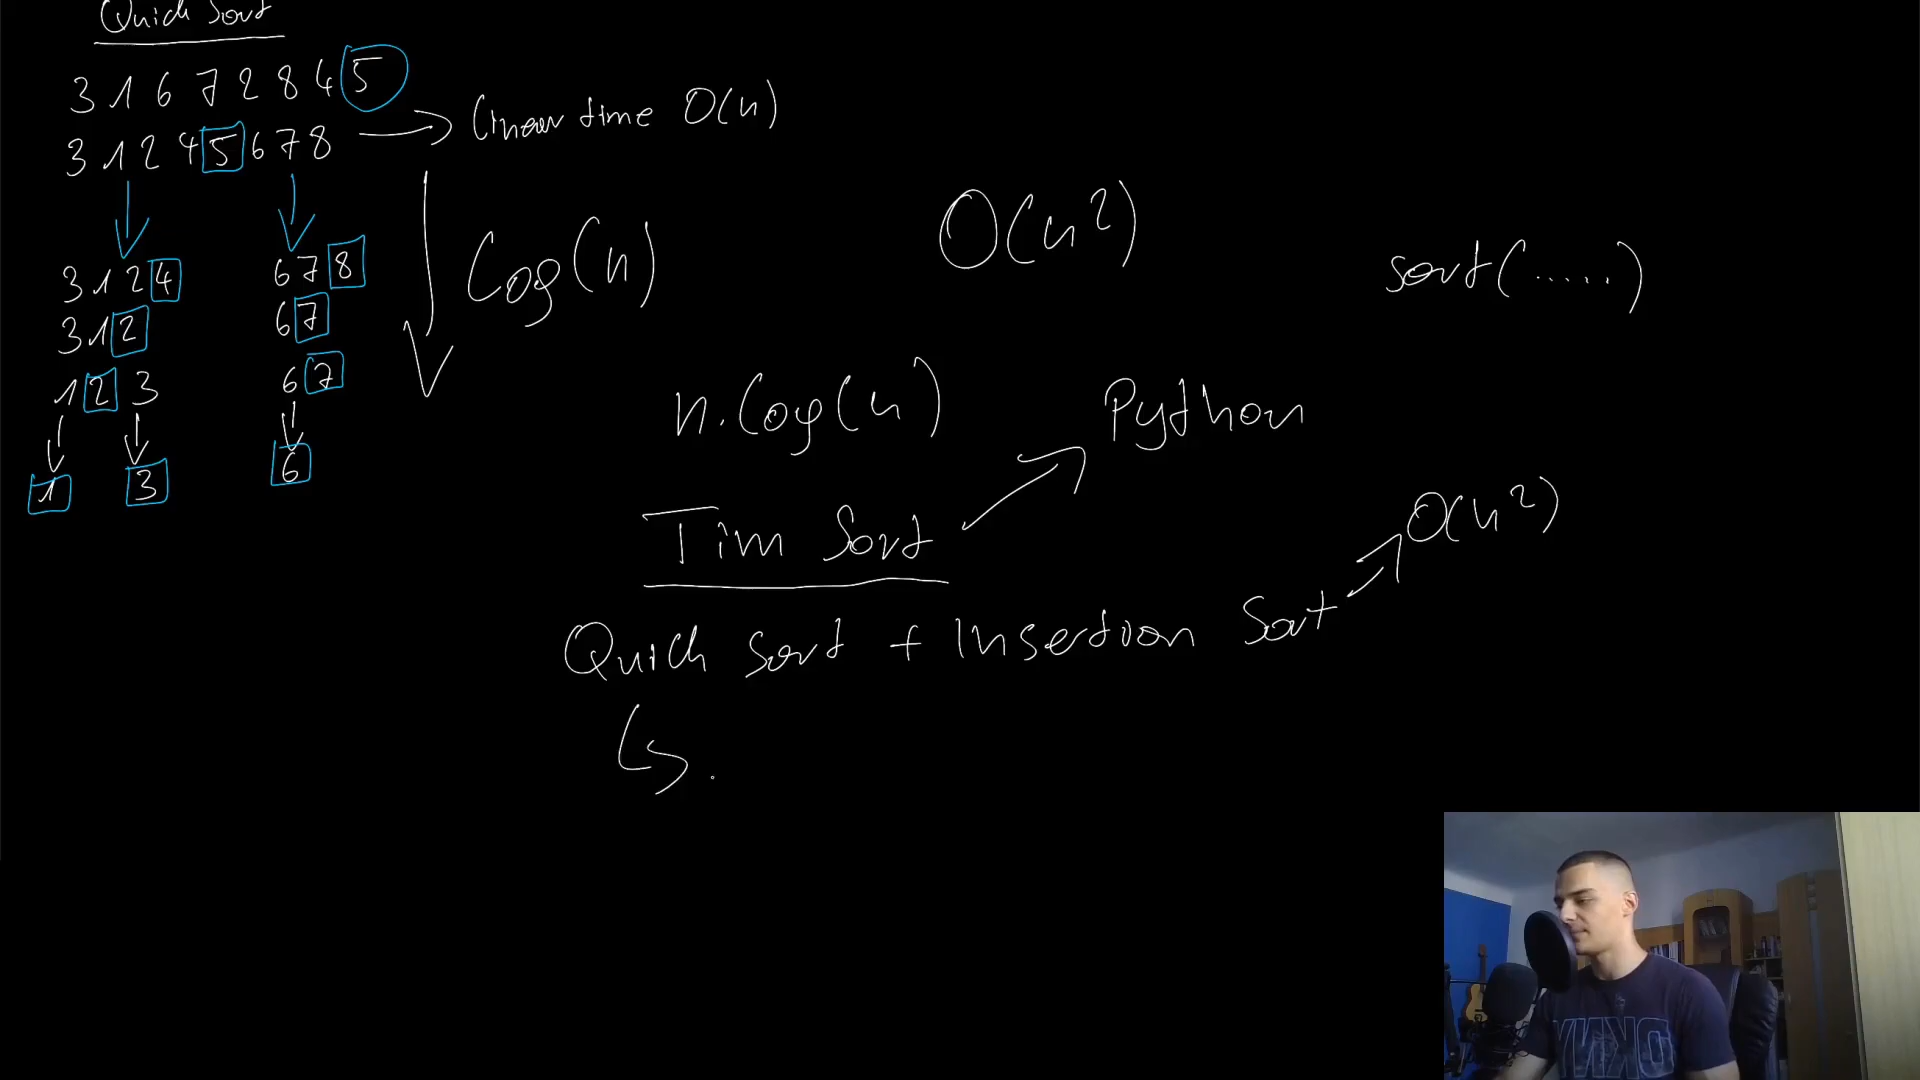 Quick Sort
3 1 6 7 2 8 4 5
3 1 2 4 5 6 7 8
Linear time O(n)
3 1 2 4
6 7 8
3 1 2
6 7
1 2 3
6 7
1
3
6
Log(n)
O(n²)
sort(.....)
n.Log(n)
Python
Tim Sort
O(n²)
Quick Sort + Insertion Sort